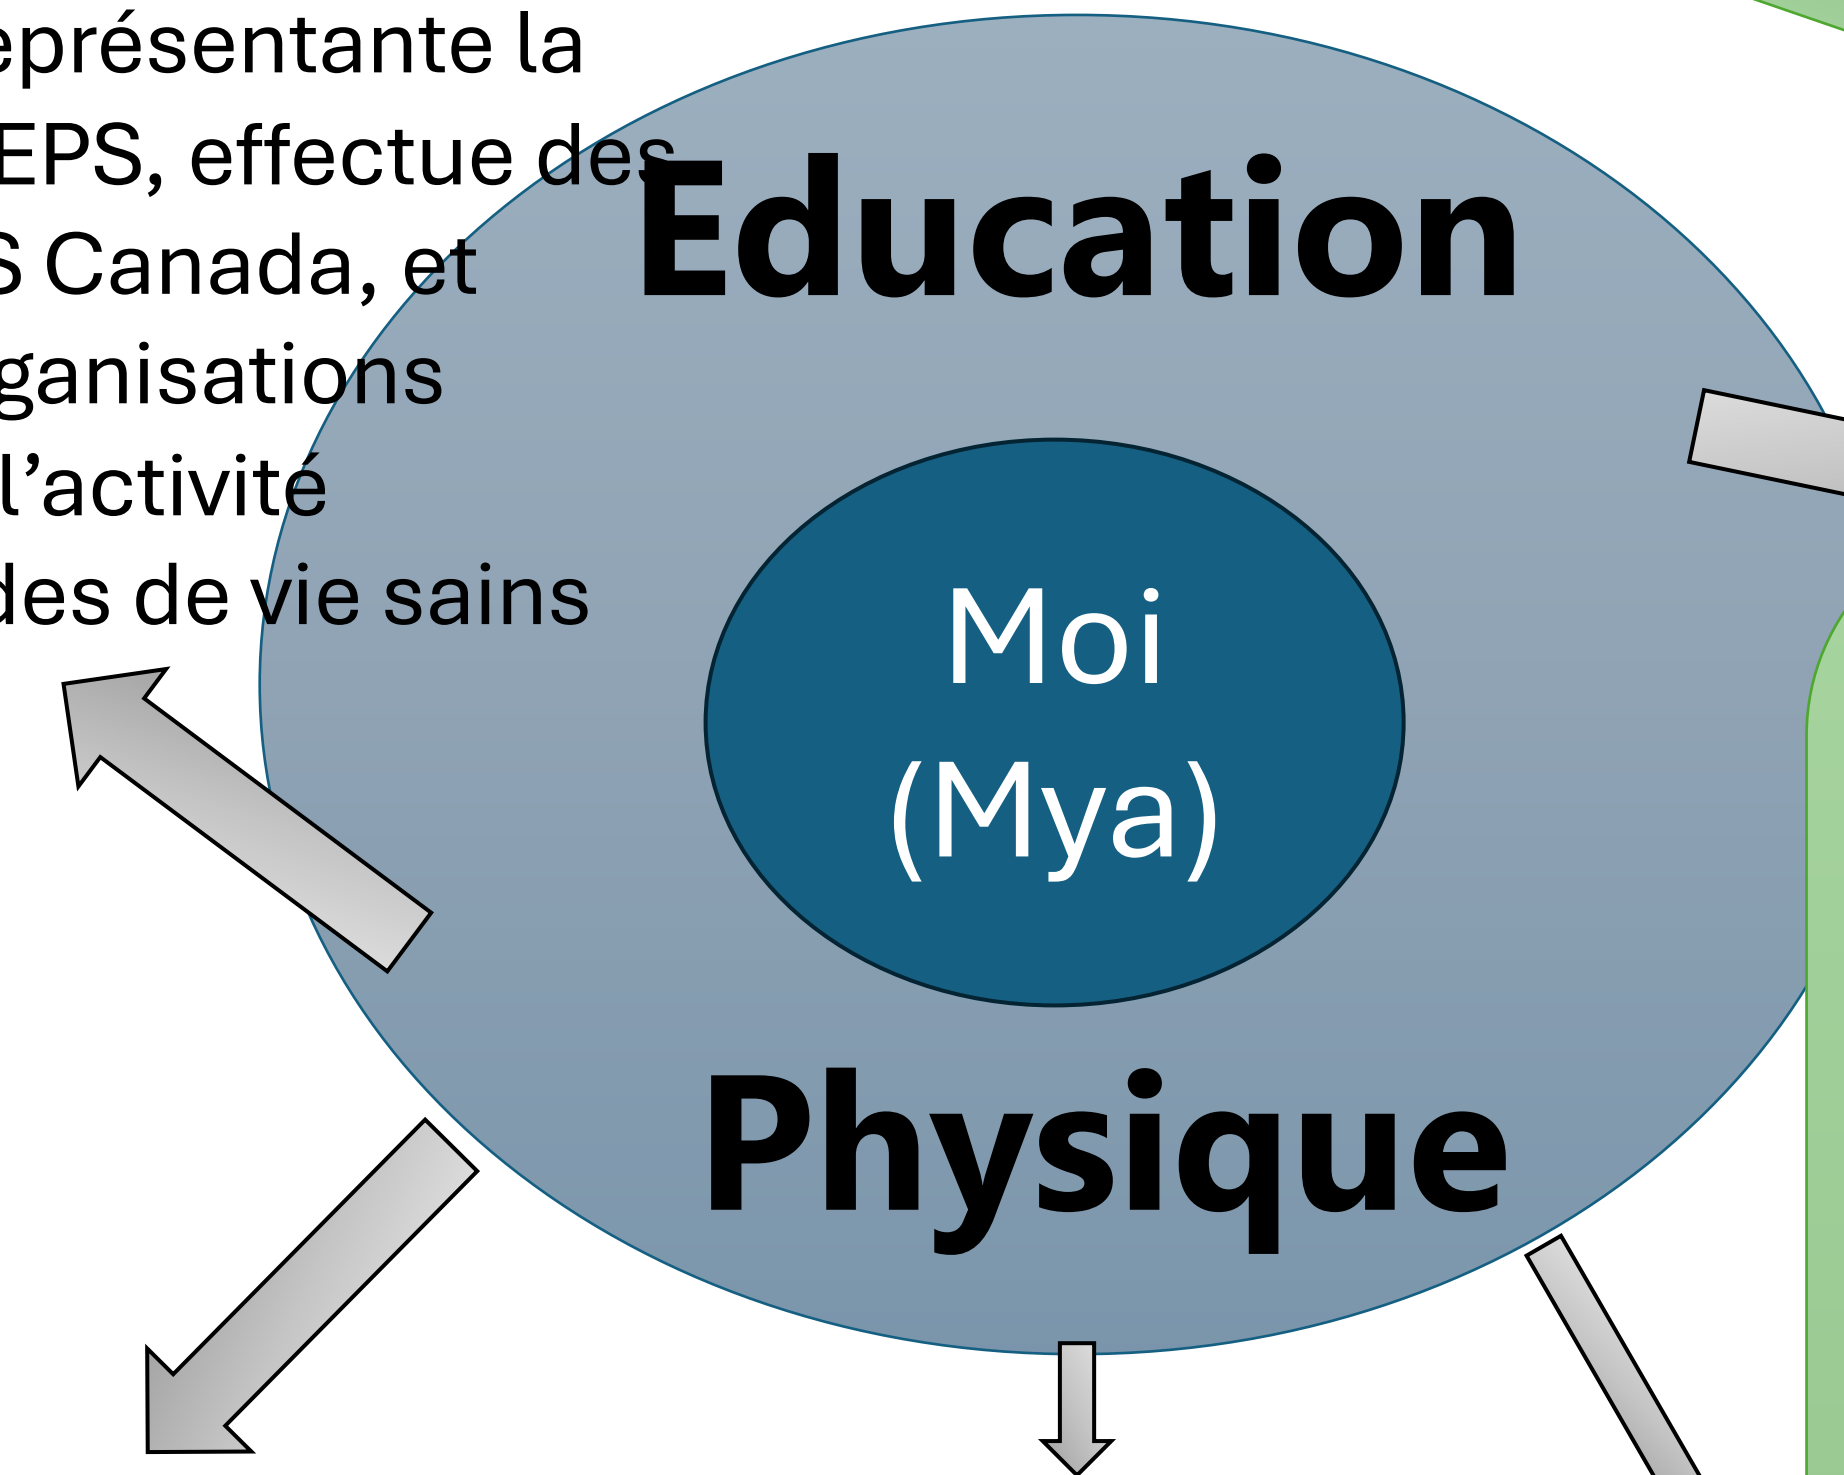 eprésentante la
EPS, effectue des
S Canada, et
ganisations
l’activité
des de vie sains
Education
Moi
(Mya)
Physique